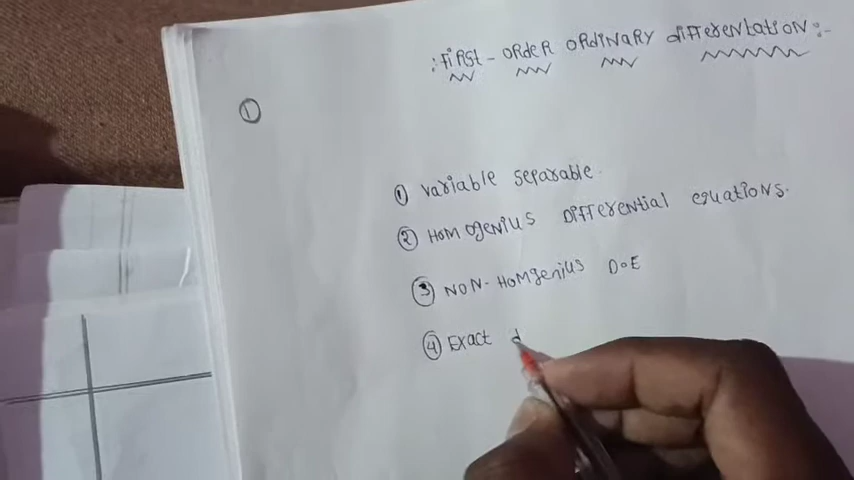 :First - Order Ordinary differentation :-
①
① variable separable.
② Homogenius Differential equations.
③ Non-Homgenius D.E
④ Exact d